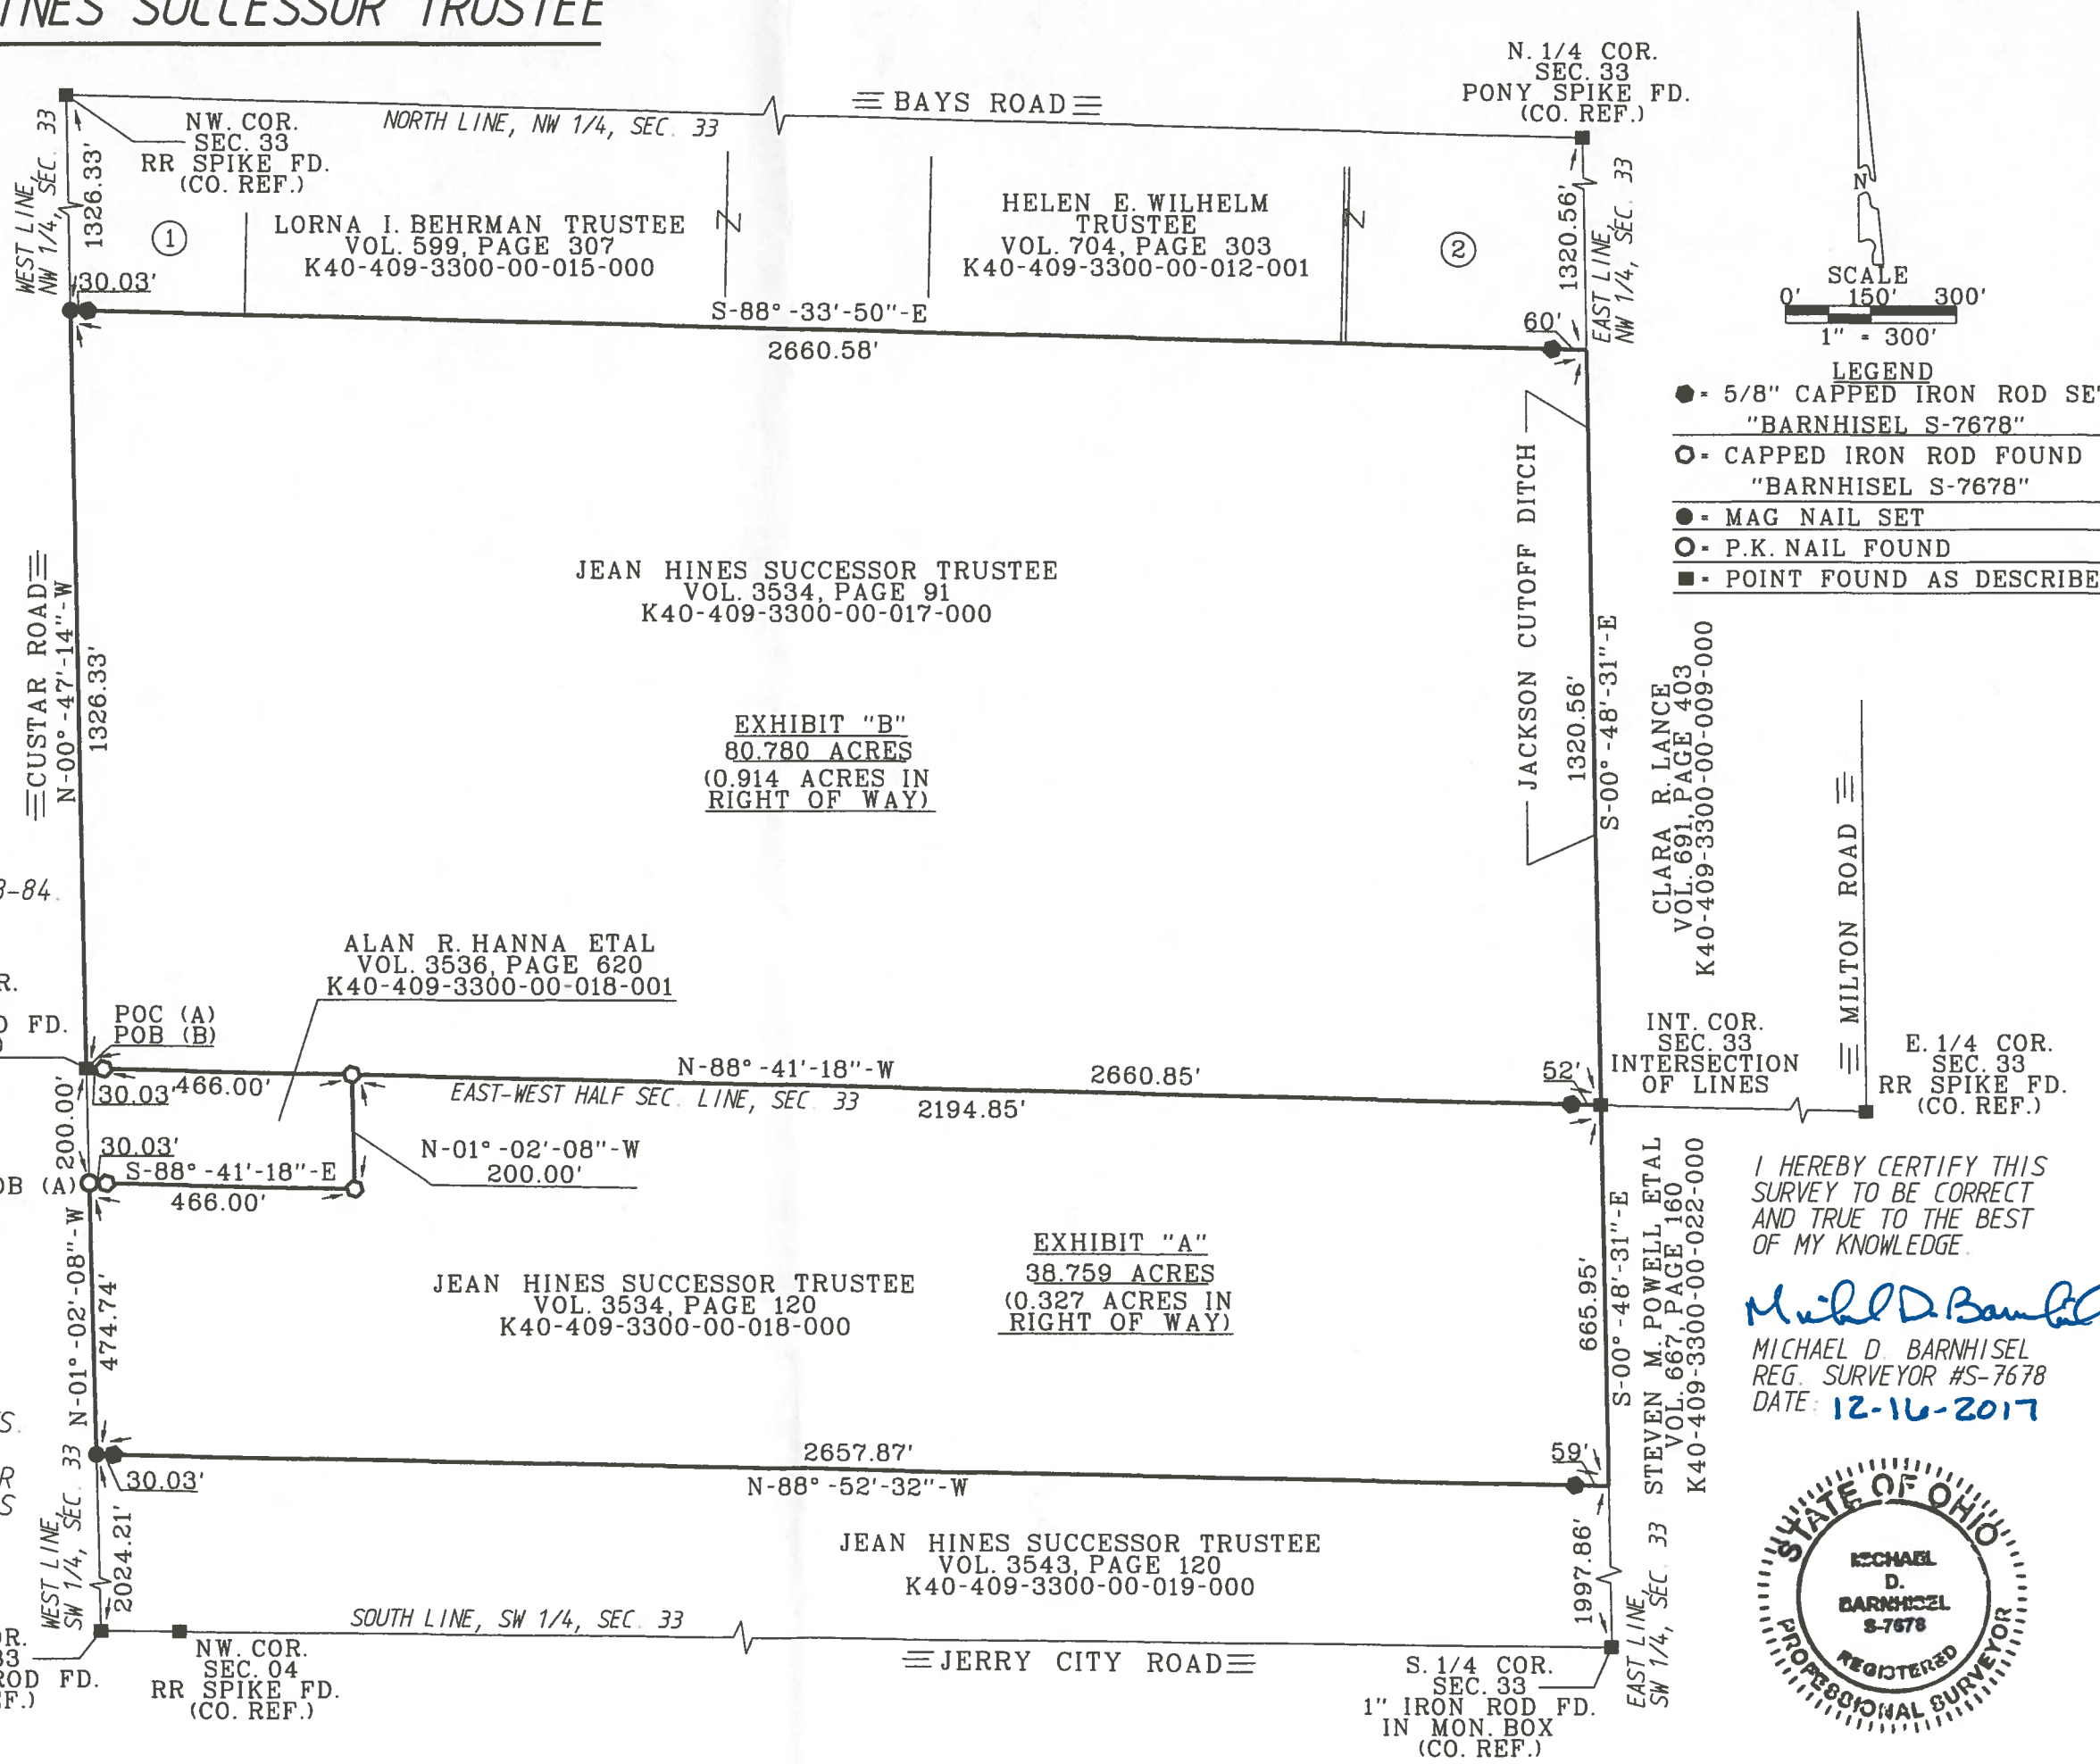 INES SUCCESSOR TRUSTEE
N. 1/4 COR.
SEC. 33
PONY SPIKE FD.
(CO. REF.)
≡ BAYS ROAD ≡
NORTH LINE, NW 1/4, SEC. 33
NW. COR.
SEC. 33
RR SPIKE FD.
(CO. REF.)
WEST LINE,
NW 1/4, SEC. 33
1326.33'
1
LORNA I. BEHRMAN TRUSTEE
VOL. 599, PAGE 307
K40-409-3300-00-015-000
HELEN E. WILHELM
TRUSTEE
VOL. 704, PAGE 303
K40-409-3300-00-012-001
2
1320.56'
EAST LINE,
NW 1/4, SEC. 33
30.03'
S-88°-33'-50"-E
2660.58'
60'
N
SCALE
0' 150' 300'
1" = 300'
LEGEND
= 5/8" CAPPED IRON ROD SET
"BARNHISEL S-7678"
= CAPPED IRON ROD FOUND
"BARNHISEL S-7678"
= MAG NAIL SET
= P.K. NAIL FOUND
= POINT FOUND AS DESCRIBE
≡CUSTAR ROAD≡
N-00°-47'-14"-W
1326.33'
JEAN HINES SUCCESSOR TRUSTEE
VOL. 3534, PAGE 91
K40-409-3300-00-017-000
EXHIBIT "B"
80.780 ACRES
(0.914 ACRES IN
RIGHT OF WAY)
JACKSON CUTOFF DITCH
1320.56'
S-00°-48'-31"-E
CLARA R. LANCE
VOL. 691, PAGE 403
K40-409-3300-00-009-000
≡ MILTON ROAD ≡
3-84.
R.
D FD.
ALAN R. HANNA ETAL
VOL. 3536, PAGE 620
K40-409-3300-00-018-001
POC (A)
POB (B)
30.03'
466.00'
N-88°-41'-18"-W
2660.85'
EAST-WEST HALF SEC. LINE, SEC. 33
2194.85'
52'
INT. COR.
SEC. 33
INTERSECTION
OF LINES
E. 1/4 COR.
SEC. 33
RR SPIKE FD.
(CO. REF.)
200.00'
30.03'
OB (A)
S-88°-41'-18"-E
466.00'
N-01°-02'-08"-W
200.00'
N-01°-02'-08"-W
474.74'
JEAN HINES SUCCESSOR TRUSTEE
VOL. 3534, PAGE 120
K40-409-3300-00-018-000
EXHIBIT "A"
38.759 ACRES
(0.327 ACRES IN
RIGHT OF WAY)
665.95'
S-00°-48'-31"-E
STEVEN M. POWELL ETAL
VOL. 667, PAGE 160
K40-409-3300-00-022-000
I HEREBY CERTIFY THIS
SURVEY TO BE CORRECT
AND TRUE TO THE BEST
OF MY KNOWLEDGE.
MICHAEL D. BARNHISEL
REG. SURVEYOR #S-7678
DATE: 12-16-2017
S.
R
S
30.03'
2657.87'
N-88°-52'-32"-W
59'
WEST LINE,
SW 1/4, SEC. 33
2024.21'
JEAN HINES SUCCESSOR TRUSTEE
VOL. 3543, PAGE 120
K40-409-3300-00-019-000
1997.86'
EAST LINE,
SW 1/4, SEC. 33
SOUTH LINE, SW 1/4, SEC. 33
≡JERRY CITY ROAD≡
OR.
33
ROD FD.
EF.)
NW. COR.
SEC. 04
RR SPIKE FD.
(CO. REF.)
S. 1/4 COR.
SEC. 33
1" IRON ROD FD.
IN MON. BOX
(CO. REF.)
STATE OF OHIO
MICHAEL
D.
BARNHISEL
S-7678
REGISTERED
PROFESSIONAL SURVEYOR